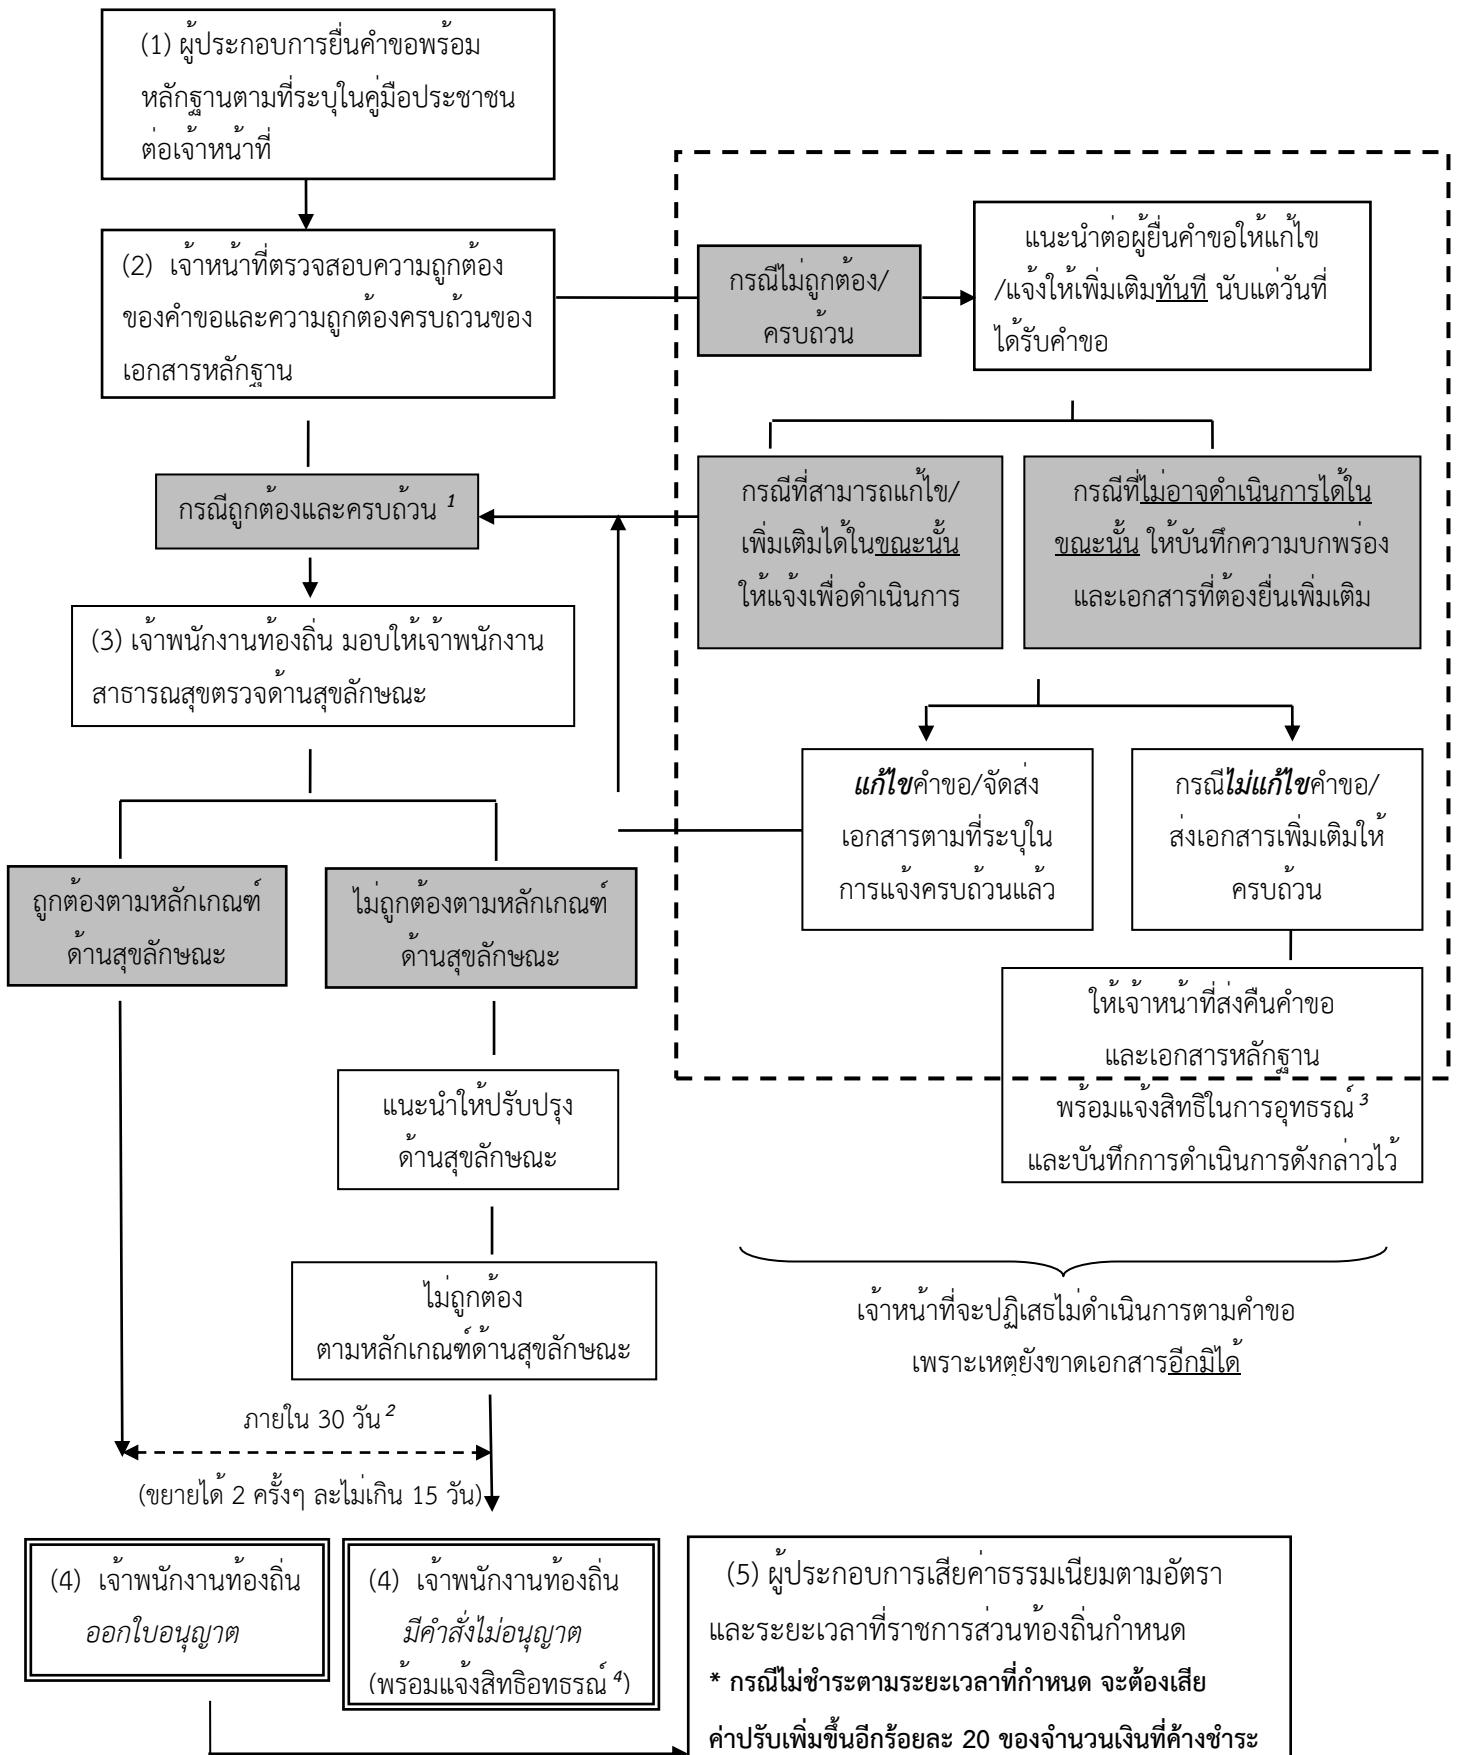 (1) ผู้ประกอบการยื่นคำขอพร้อม
หลักฐานตามที่ระบุในคู่มือประชาชน
ต่อเจ้าหน้าที่
(2) เจ้าหน้าที่ตรวจสอบความถูกต้อง
ของคำขอและความถูกต้องครบถ้วนของ
เอกสารหลักฐาน
กรณีไม่ถูกต้อง/
ครบถ้วน
แนะนำต่อผู้ยื่นคำขอให้แก้ไข
/แจ้งให้เพิ่มเติมทันที นับแต่วันที่
ได้รับคำขอ
กรณีถูกต้องและครบถ้วน 1
กรณีที่สามารถแก้ไข/
เพิ่มเติมได้ในขณะนั้น
ให้แจ้งเพื่อดำเนินการ
กรณีที่ไม่อาจดำเนินการได้ใน
ขณะนั้น ให้บันทึกความบกพร่อง
และเอกสารที่ต้องยื่นเพิ่มเติม
(3) เจ้าพนักงานท้องถิ่น มอบให้เจ้าพนักงาน
สาธารณสุขตรวจด้านสุขลักษณะ
แก้ไขคำขอ/จัดส่ง
เอกสารตามที่ระบุใน
การแจ้งครบถ้วนแล้ว
กรณีไม่แก้ไขคำขอ/
ส่งเอกสารเพิ่มเติมให้
ครบถ้วน
ถูกต้องตามหลักเกณฑ์
ด้านสุขลักษณะ
ไม่ถูกต้องตามหลักเกณฑ์
ด้านสุขลักษณะ
ให้เจ้าหน้าที่ส่งคืนคำขอ
และเอกสารหลักฐาน
พร้อมแจ้งสิทธิในการอุทธรณ์ 3
และบันทึกการดำเนินการดังกล่าวไว้
แนะนำให้ปรับปรุง
ด้านสุขลักษณะ
ไม่ถูกต้อง
ตามหลักเกณฑ์ด้านสุขลักษณะ
เจ้าหน้าที่จะปฏิเสธไม่ดำเนินการตามคำขอ
เพราะเหตุยังขาดเอกสารอีกมิได้
ภายใน 30 วัน 2
(ขยายได้ 2 ครั้งๆ ละไม่เกิน 15 วัน)
(4) เจ้าพนักงานท้องถิ่น
ออกใบอนุญาต
(4) เจ้าพนักงานท้องถิ่น
มีคำสั่งไม่อนุญาต
(พร้อมแจ้งสิทธิอุทธรณ์ 4)
(5) ผู้ประกอบการเสียค่าธรรมเนียมตามอัตรา
และระยะเวลาที่ราชการส่วนท้องถิ่นกำหนด
* กรณีไม่ชำระตามระยะเวลาที่กำหนด จะต้องเสีย
ค่าปรับเพิ่มขึ้นอีกร้อยละ 20 ของจำนวนเงินที่ค้างชำระ